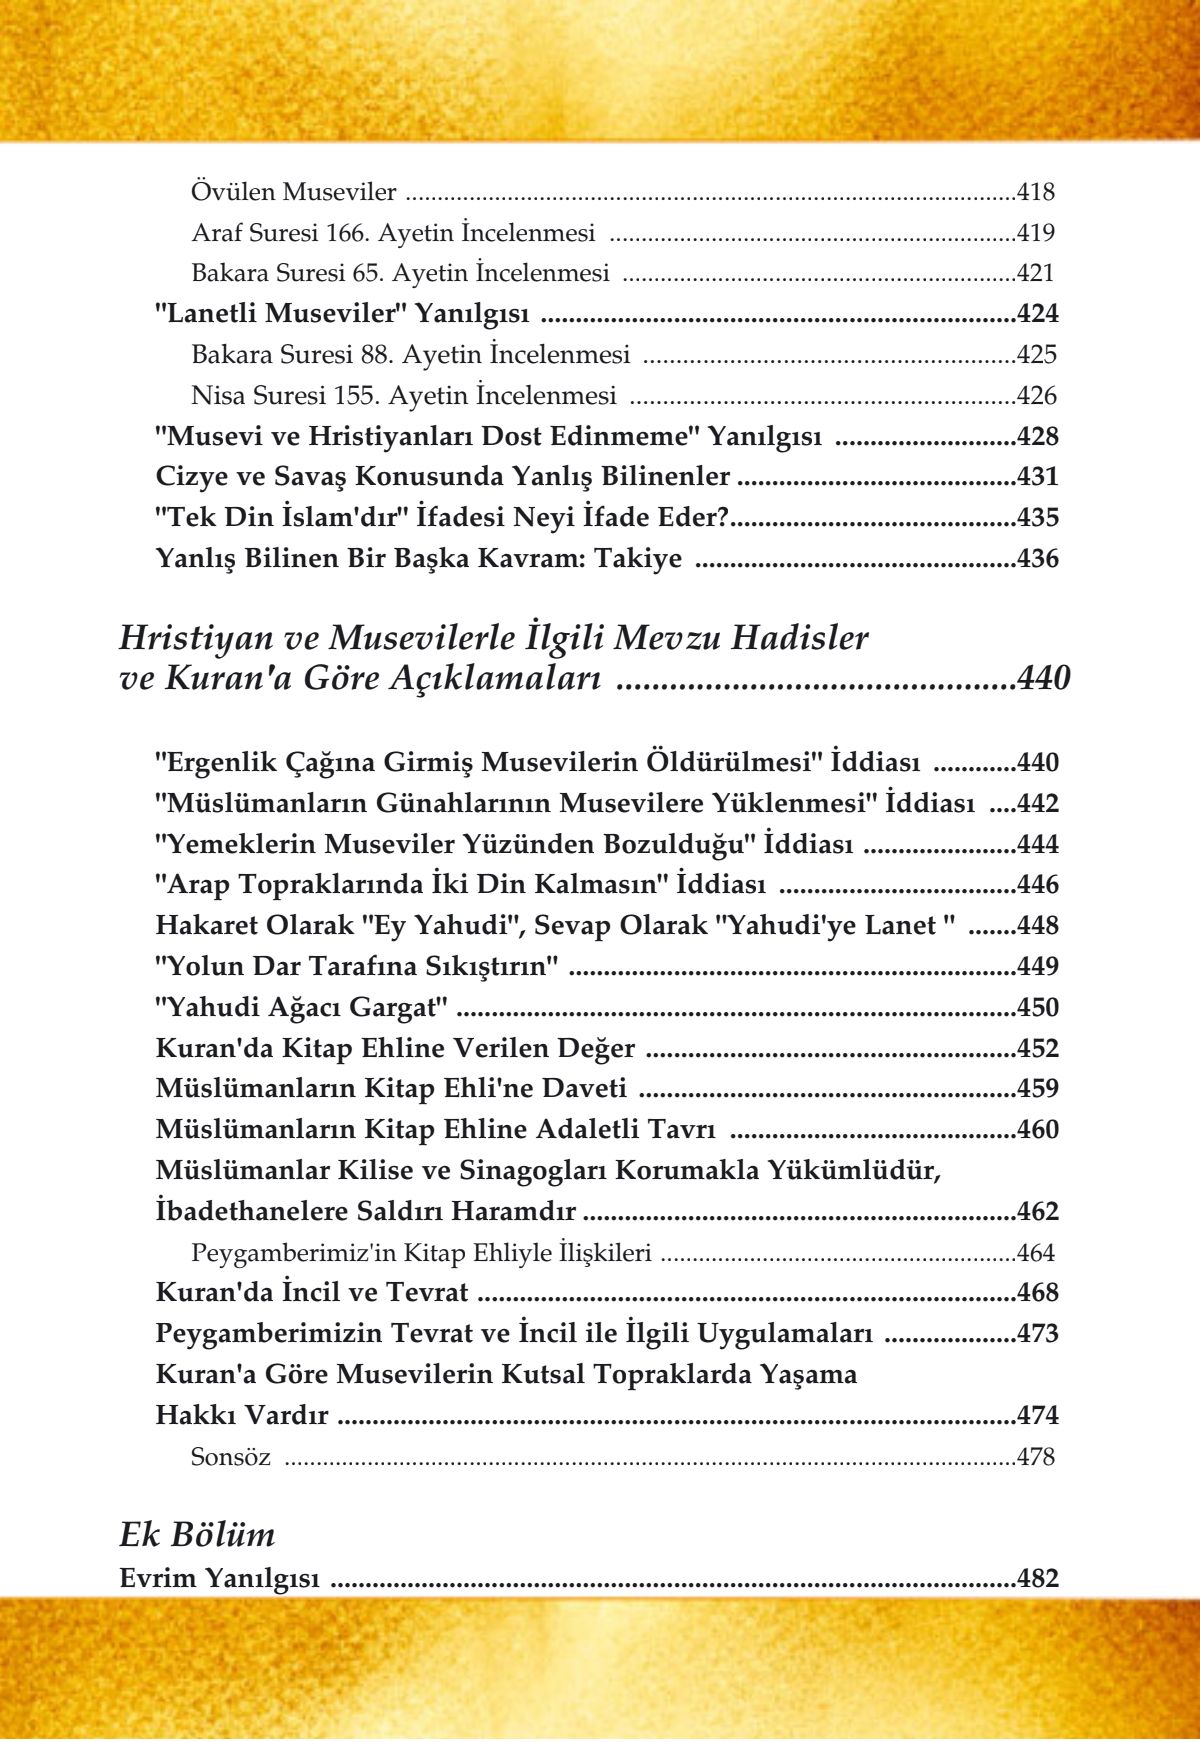 Övülen Museviler ................................................................................................418
Araf Suresi 166. Ayetin İncelenmesi ................................................................419
Bakara Suresi 65. Ayetin İncelenmesi ..............................................................421
"Lanetli Museviler" Yanılgısı ....................................................................424
Bakara Suresi 88. Ayetin İncelenmesi ...........................................................425
Nisa Suresi 155. Ayetin İncelenmesi .............................................................426
"Musevi ve Hristiyanları Dost Edinmeme" Yanılgısı ..........................428
Cizye ve Savaş Konusunda Yanlış Bilinenler ........................................431
"Tek Din İslam'dır" İfadesi Neyi İfade Eder?.........................................435
Yanlış Bilinen Bir Başka Kavram: Takiye ..............................................436
Hristiyan ve Musevilerle İlgili Mevzu Hadisler
ve Kuran'a Göre Açıklamaları .............................................440
"Ergenlik Çağına Girmiş Musevilerin Öldürülmesi" İddiası ............440
"Müslümanların Günahlarının Musevilere Yüklenmesi" İddiası ....442
"Yemeklerin Museviler Yüzünden Bozulduğu" İddiası ......................444
"Arap Topraklarında İki Din Kalmasın" İddiası ..................................446
Hakaret Olarak "Ey Yahudi", Sevap Olarak "Yahudi'ye Lanet " .......448
"Yolun Dar Tarafına Sıkıştırın" ................................................................449
"Yahudi Ağacı Gargat" ................................................................................450
Kuran'da Kitap Ehline Verilen Değer .....................................................452
Müslümanların Kitap Ehli'ne Daveti ......................................................459
Müslümanların Kitap Ehline Adaletli Tavrı .........................................460
Müslümanlar Kilise ve Sinagogları Korumakla Yükümlüdür,
İbadethanelere Saldırı Haramdır ..............................................................462
Peygamberimiz'in Kitap Ehliyle İlişkileri ........................................................464
Kuran'da İncil ve Tevrat .............................................................................468
Peygamberimizin Tevrat ve İncil ile İlgili Uygulamaları ...................473
Kuran'a Göre Musevilerin Kutsal Topraklarda Yaşama
Hakkı Vardır .................................................................................................474
Sonsöz ...................................................................................................................478
Ek Bölüm
Evrim Yanılgısı ..................................................................................................482